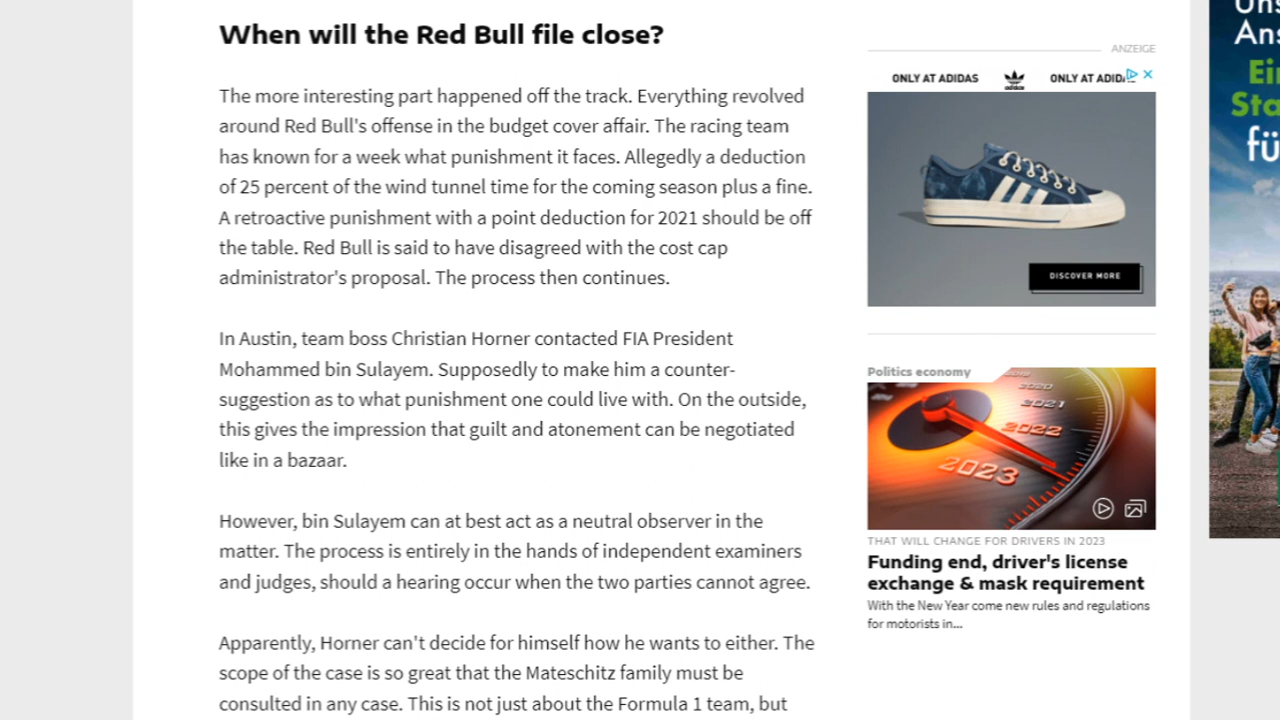 When will the Red Bull file close?
The more interesting part happened off the track. Everything revolved
around Red Bull's offense in the budget cover affair. The racing team
has known for a week what punishment it faces. Allegedly a deduction
of 25 percent of the wind tunnel time for the coming season plus a fine.
A retroactive punishment with a point deduction for 2021 should be off
the table. Red Bull is said to have disagreed with the cost cap
administrator's proposal. The process then continues.
In Austin, team boss Christian Horner contacted FIA President
Mohammed bin Sulayem. Supposedly to make him a counter-
suggestion as to what punishment one could live with. On the outside,
this gives the impression that guilt and atonement can be negotiated
like in a bazaar.
However, bin Sulayem can at best act as a neutral observer in the
matter. The process is entirely in the hands of independent examiners
and judges, should a hearing occur when the two parties cannot agree.
Apparently, Horner can't decide for himself how he wants to either. The
scope of the case is so great that the Mateschitz family must be
consulted in any case. This is not just about the Formula 1 team, but
ANZEIGE
ONLY AT ADIDAS adidas ONLY AT ADID
DISCOVER MORE
Politics economy
2019
2020
2021
2022
2023
THAT WILL CHANGE FOR DRIVERS IN 2023
Funding end, driver's license
exchange & mask requirement
With the New Year come new rules and regulations
for motorists in...
Uns
Ans
Ei
Sta
fü